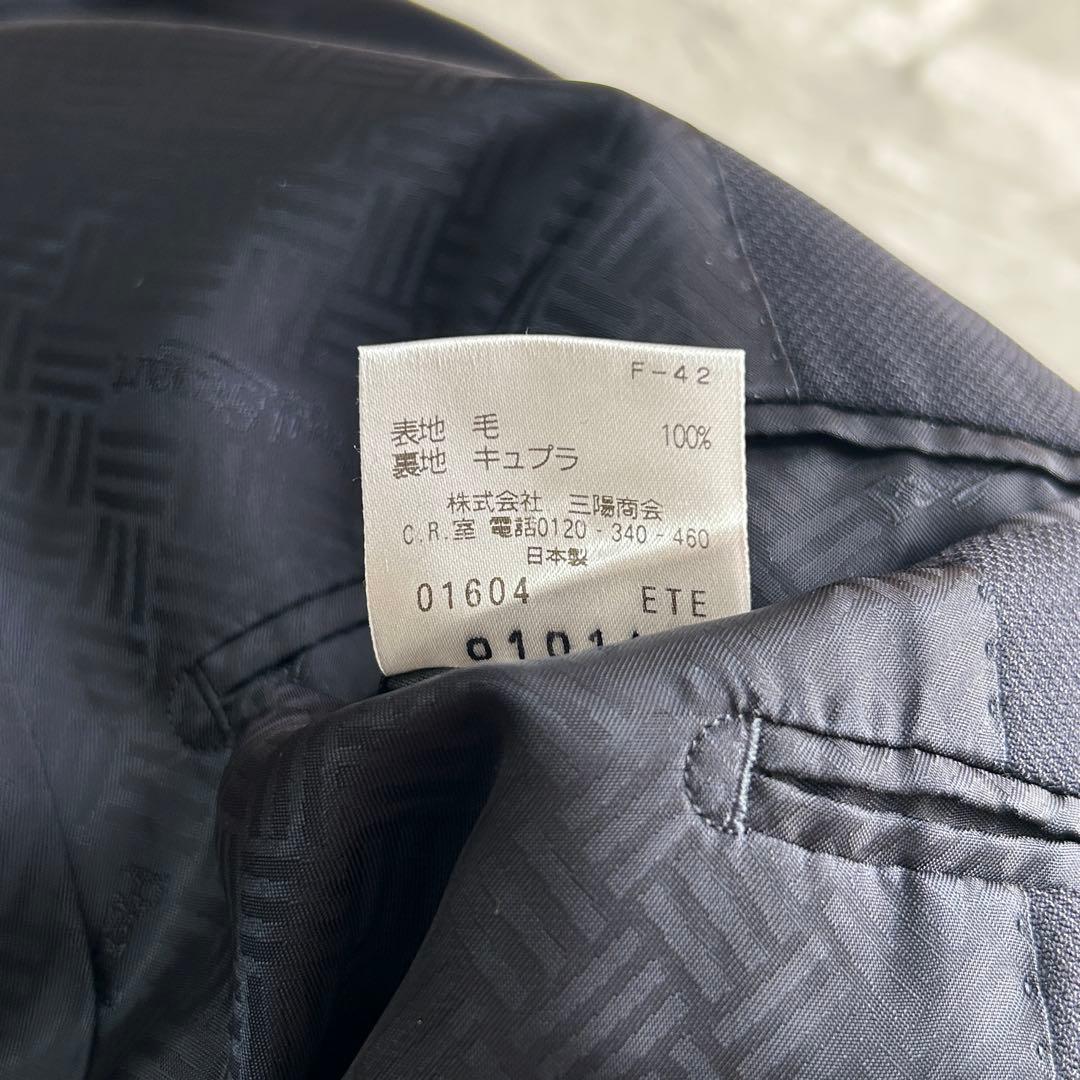 F-42
表地 毛 100%
裏地 キュプラ
株式会社 三陽商会
C.R.室 電話0120-340-460
日本製
01604 ETE
9101